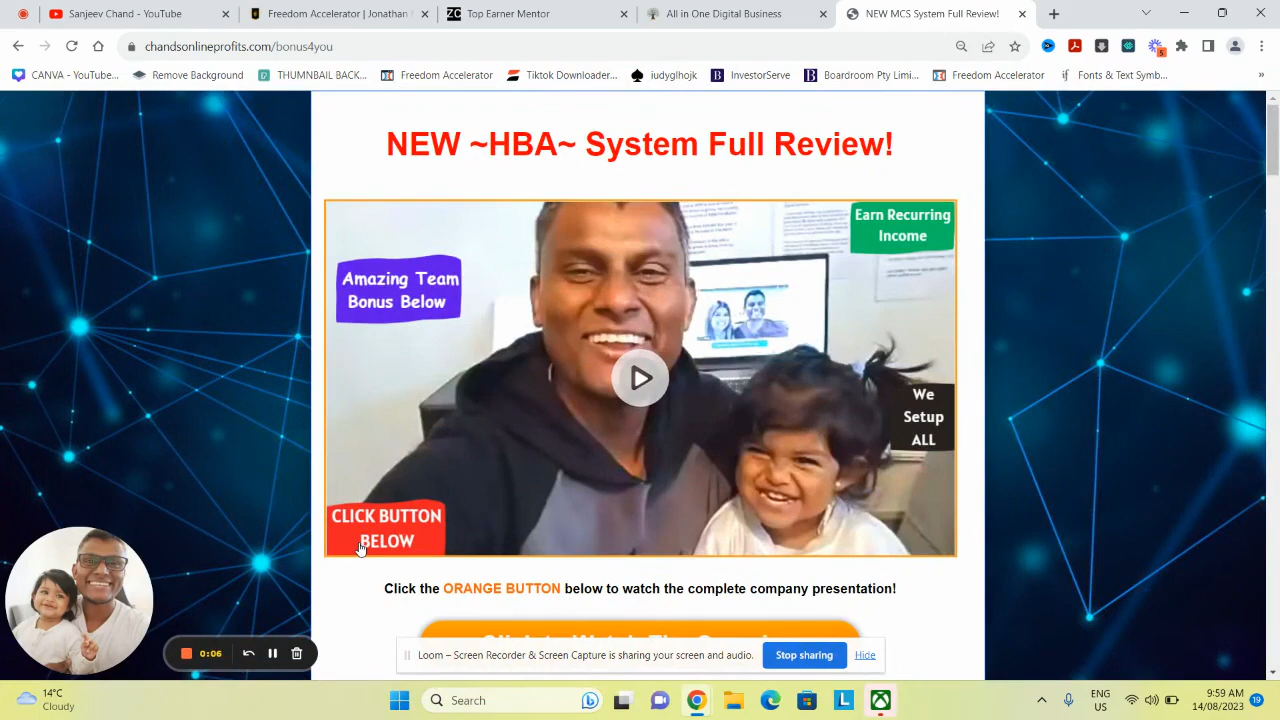 Sanjeev Chand - YouTube
Freedom Accelerator | Jonathan
ZC Top Earner Mentor
All in One Digital Business
NEW MCS System Full Review!
chandsonlineprofits.com/bonus4you
5
CANVA - YouTube...
Remove Background
THUMNBAIL BACK...
Freedom Accelerator
Tiktok Downloader...
iudyglhojk
B InvestorServe
B Boardroom Pty Limi...
Freedom Accelerator
if Fonts & Text Symb...
»
NEW ~HBA~ System Full Review!
Earn Recurring
Income
Amazing Team
Bonus Below
We
Setup
ALL
CLICK BUTTON
BELOW
Click the ORANGE BUTTON below to watch the complete company presentation!
0:06
Loom – Screen Recorder & Screen Capture is sharing your screen and audio.
Stop sharing
Hide
14°C
Cloudy
Search
L
ENG
US
9:59 AM
14/08/2023
19